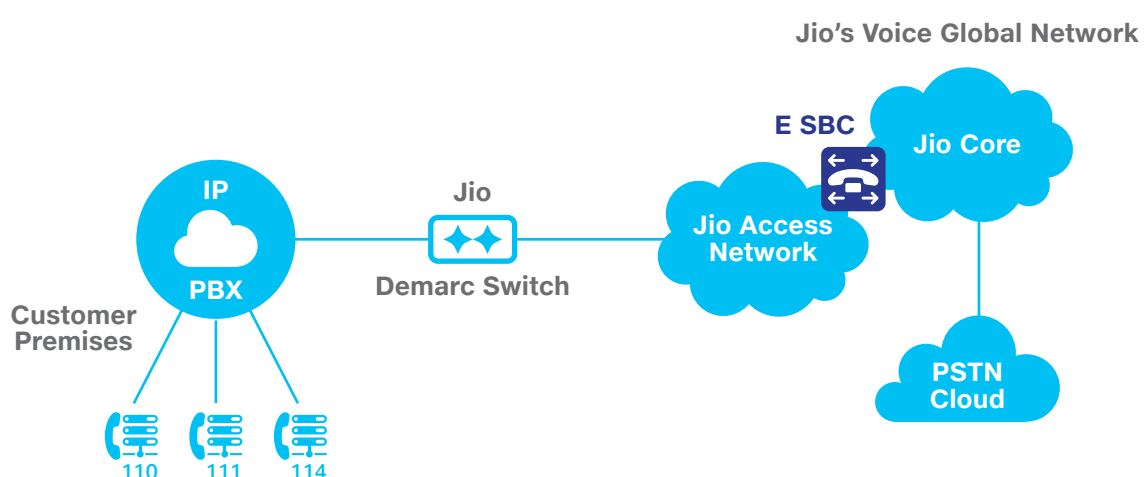 Jio's Voice Global Network
E SBC
Jio Core
IP
PBX
Jio
Demarc Switch
Jio Access
Network
Customer
Premises
PSTN
Cloud
110
111
114